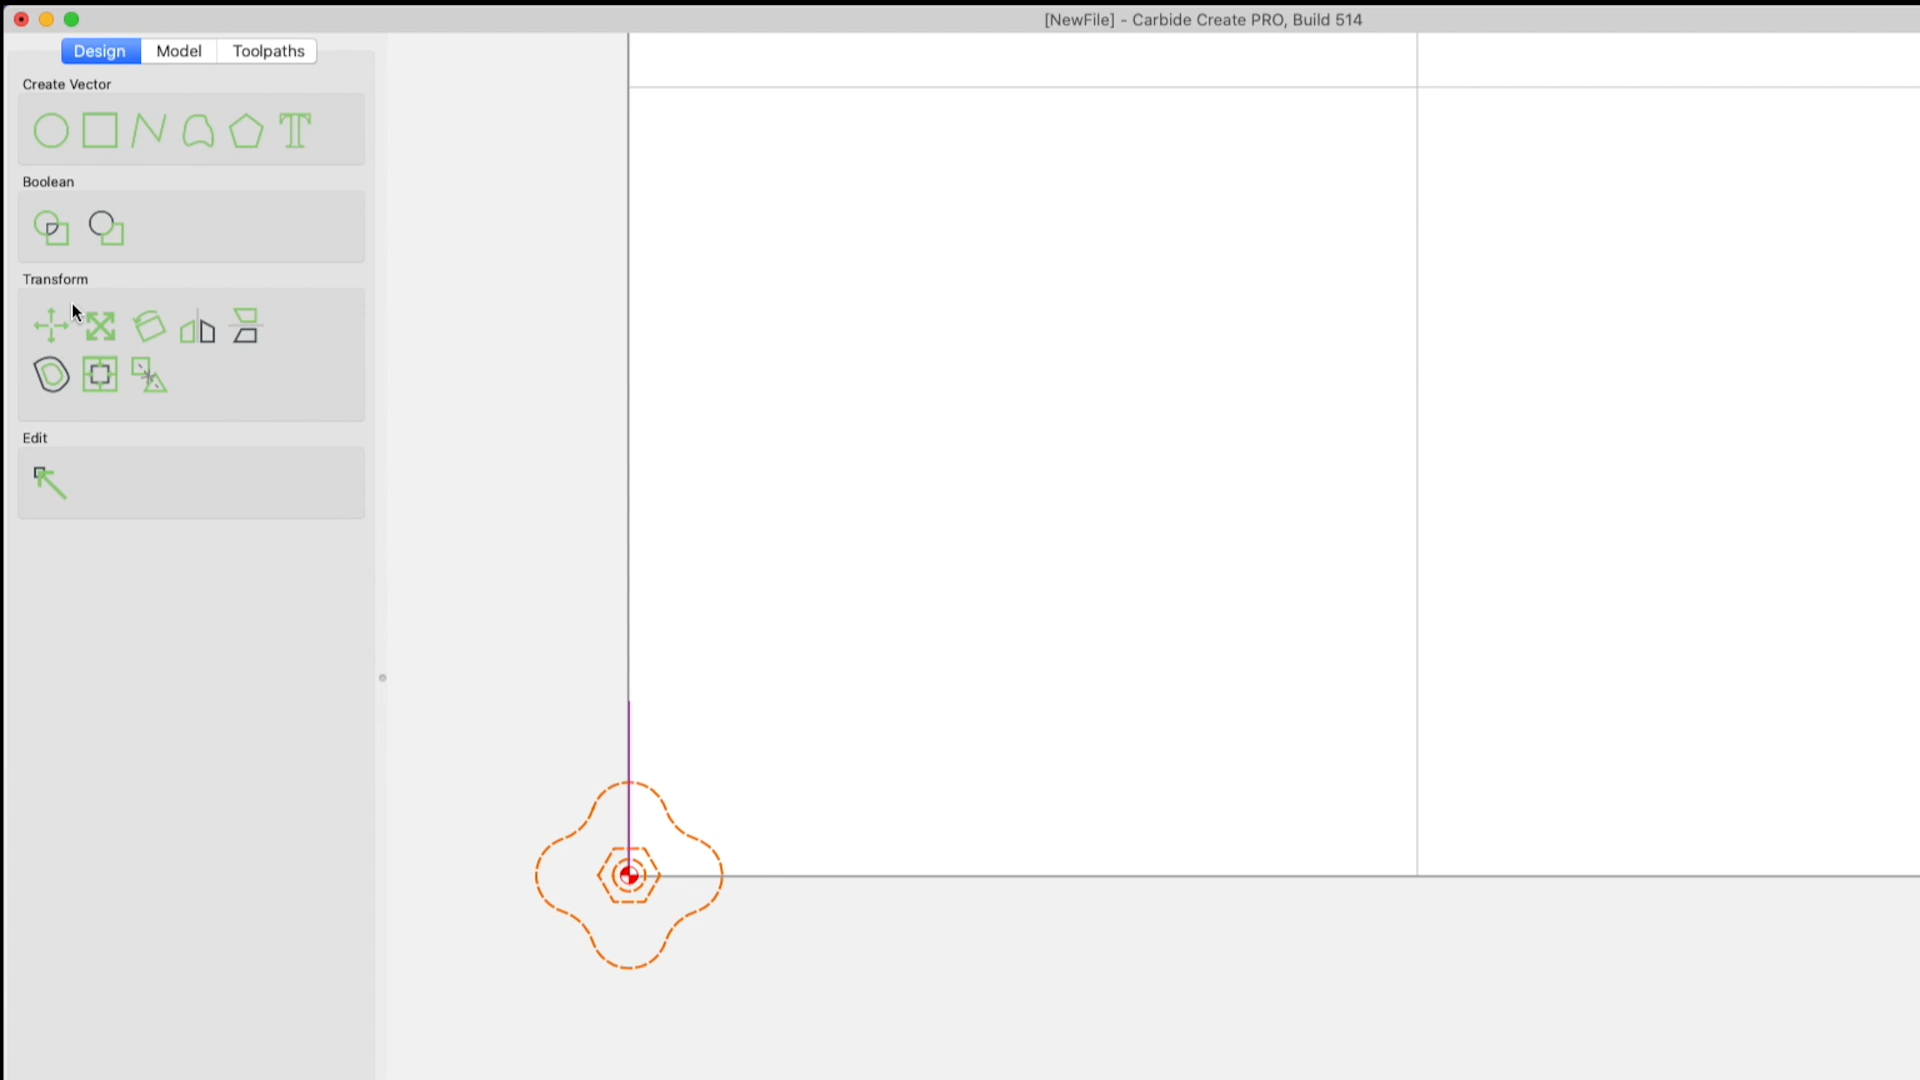 [NewFile] - Carbide Create PRO, Build 514
Design Model Toolpaths
Create Vector
Boolean
Transform
Edit